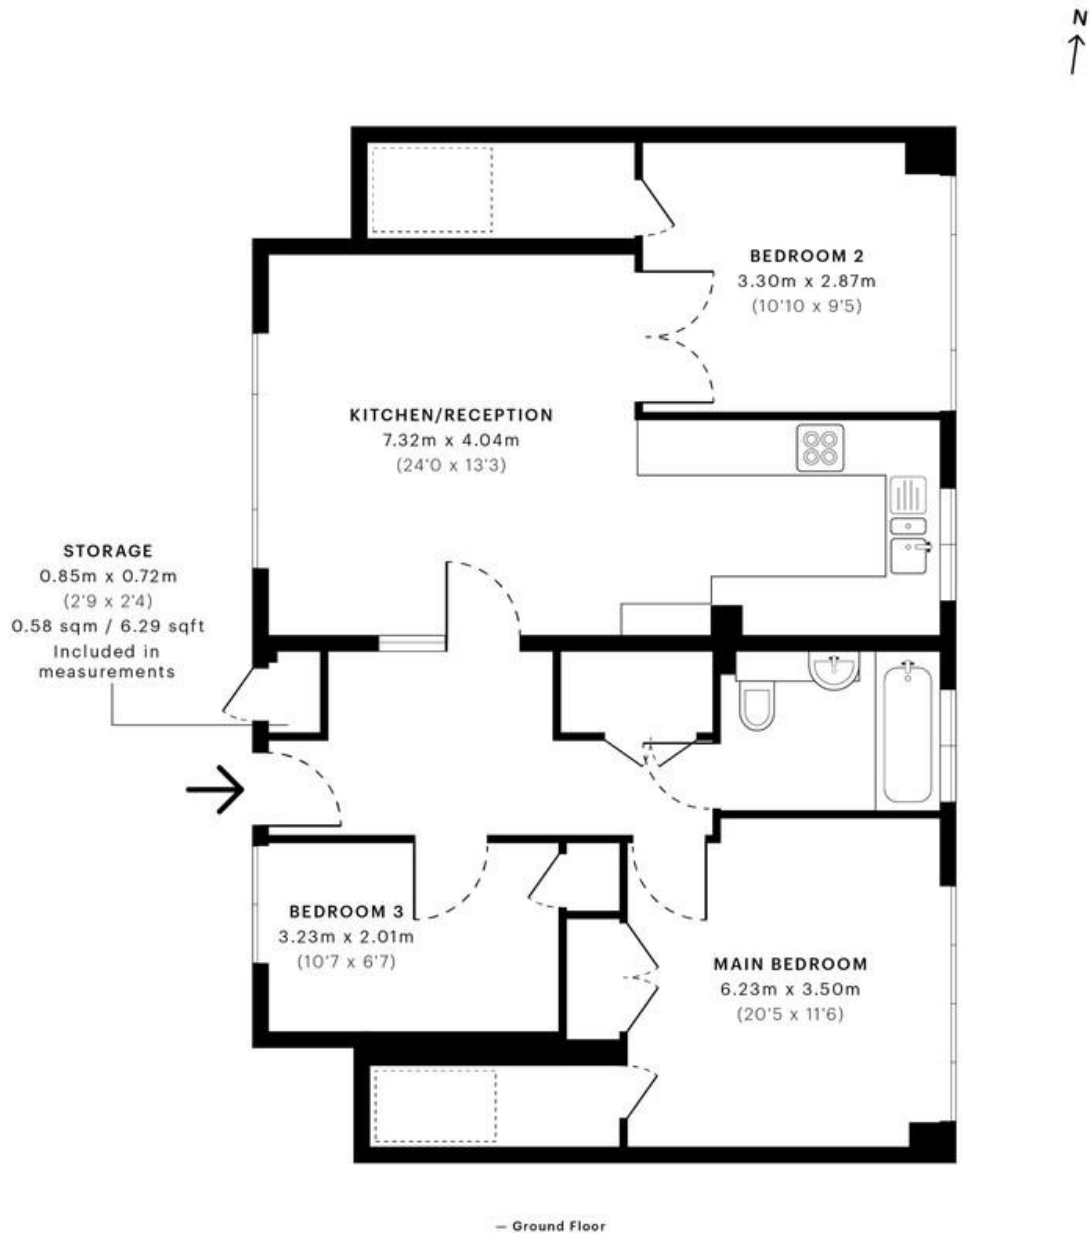 N
BEDROOM 2
3.30m x 2.87m
(10'10 x 9'5)
KITCHEN/RECEPTION
7.32m x 4.04m
(24'0 x 13'3)
STORAGE
0.85m x 0.72m
(2'9 x 2'4)
0.58 sqm / 6.29 sqft
Included in
measurements
BEDROOM 3
3.23m x 2.01m
(10'7 x 6'7)
MAIN BEDROOM
6.23m x 3.50m
(20'5 x 11'6)
— Ground Floor